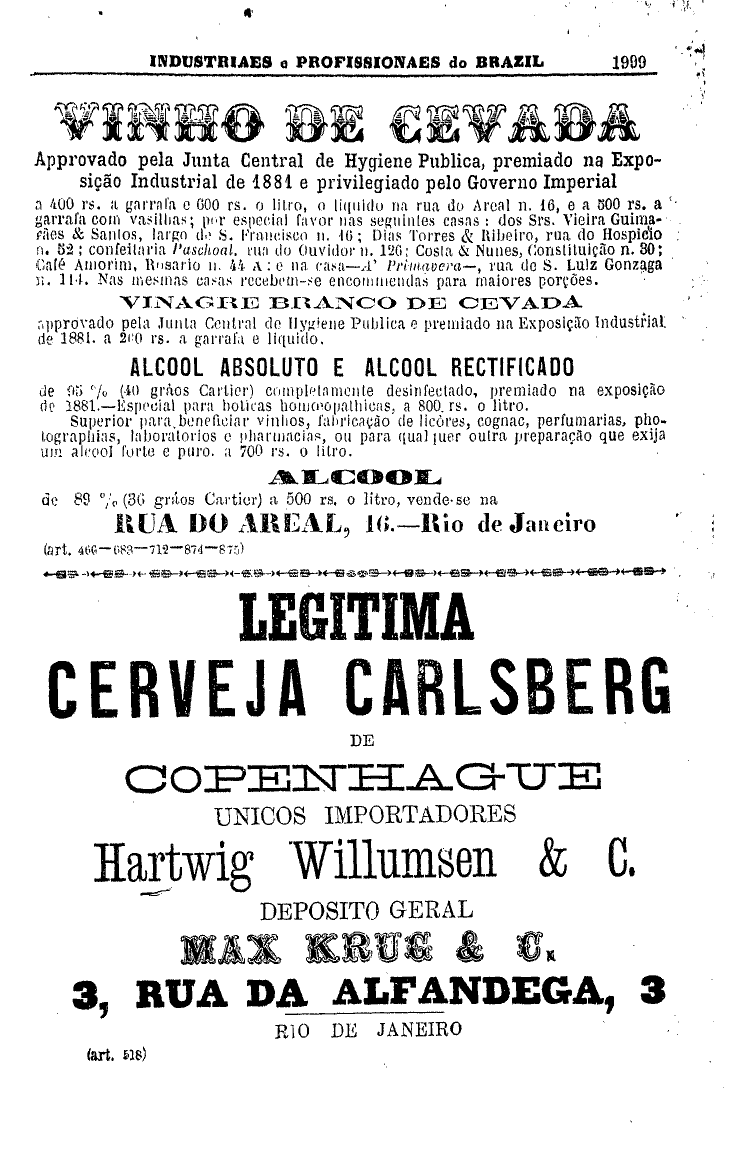 INDUSTRIAES e PROFISSIONAES do BRAZIL 1999
VINHO DE CEVADA
Approvado pela Junta Central de Hygiene Publica, premiado na Expo-
sição Industrial de 1881 e privilegiado pelo Governo Imperial
a 400 rs. a garrafa e 600 rs. o litro, o liquido na rua do Areal n. 16, e a 500 rs. a
garrafa com vasilhas; por especial favor nas seguintes casas: dos Srs. Vieira Guima-
rães & Santos, largo de S. Francisco n. 16; Dias Torres & Ribeiro, rua do Hospicio
n. 52; confeitaria Paschoal, rua do Ouvidor n. 126; Costa & Nunes, Constituição n. 30;
Café Amorim, Rosario n. 44 A: e na casa—A' Primavera—, rua de S. Luiz Gonzaga
n. 114. Nas mesmas casas recebem-se encommendas para maiores porções.
VINAGRE BRANCO DE CEVADA
approvado pela Junta Central de Hygiene Publica e premiado na Exposição Industrial
de 1881. a 200 rs. a garrafa e liquido.
ALCOOL ABSOLUTO E ALCOOL RECTIFICADO
de 95 % (40 gráos Cartier) completamente desinfectado, premiado na exposição
de 1881.—Especial para boticas homœopathicas, a 800 rs. o litro.
Superior para beneficiar vinhos, fabricação de licôres, cognac, perfumarias, pho-
tographias, laboratorios e pharmacias, ou para qualquer outra preparação que exija
um alcool forte e puro. a 700 rs. o litro.
ALCOOL
de 89 % (36 gráos Cartier) a 500 rs. o litro, vende-se na
RUA DO AREAL, 16.—Rio de Janeiro
(art. 466—683—712—874—875)
LEGITIMA
CERVEJA CARLSBERG
DE
COPENHAGUE
UNICOS IMPORTADORES
Hartwig Willumsen & C.
DEPOSITO GERAL
MAX KRUG & C.
3, RUA DA ALFANDEGA, 3
RIO DE JANEIRO
(art. 518)